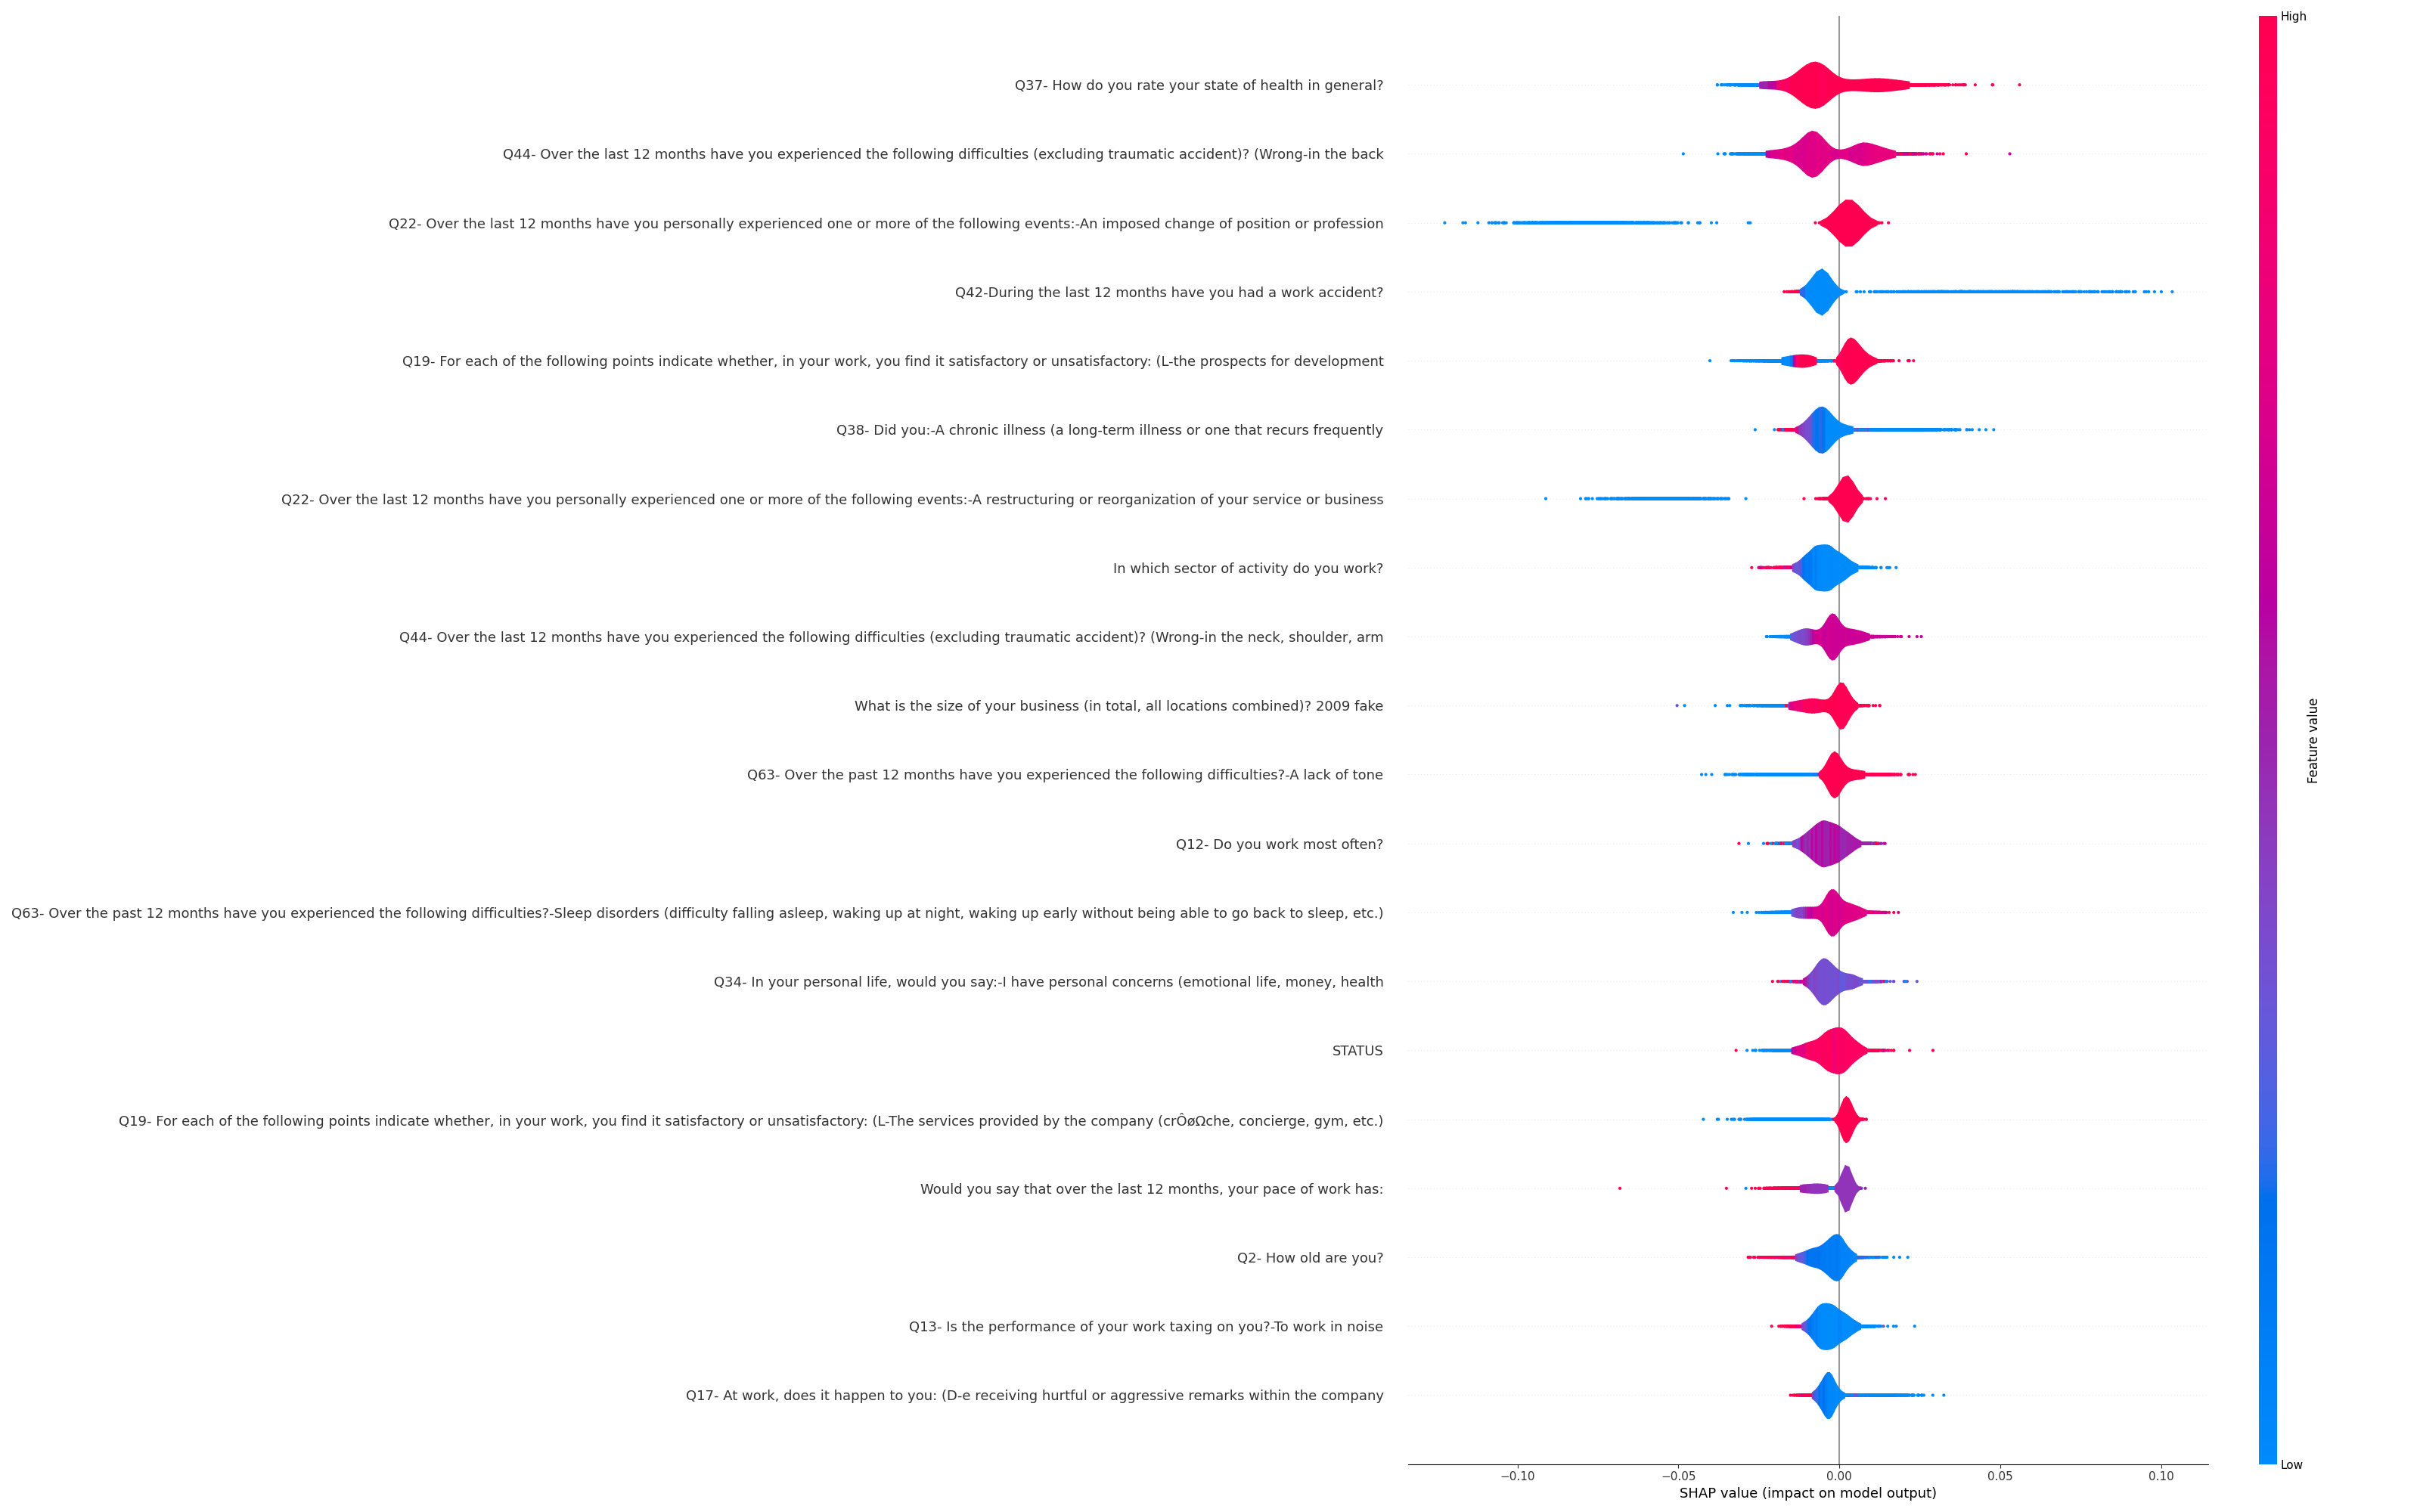 High
Q37- How do you rate your state of health in general?
Q44- Over the last 12 months have you experienced the following difficulties (excluding traumatic accident)? (Wrong-in the back
Q22- Over the last 12 months have you personally experienced one or more of the following events:-An imposed change of position or profession
Q42-During the last 12 months have you had a work accident?
Q19- For each of the following points indicate whether, in your work, you find it satisfactory or unsatisfactory: (L-the prospects for development
Q38- Did you:-A chronic illness (a long-term illness or one that recurs frequently
Q22- Over the last 12 months have you personally experienced one or more of the following events:-A restructuring or reorganization of your service or business
In which sector of activity do you work?
Q44- Over the last 12 months have you experienced the following difficulties (excluding traumatic accident)? (Wrong-in the neck, shoulder, arm
What is the size of your business (in total, all locations combined)? 2009 fake
Q63- Over the past 12 months have you experienced the following difficulties?-A lack of tone
Q12- Do you work most often?
Q63- Over the past 12 months have you experienced the following difficulties?-Sleep disorders (difficulty falling asleep, waking up at night, waking up early without being able to go back to sleep, etc.)
Q34- In your personal life, would you say:-I have personal concerns (emotional life, money, health
STATUS
Q19- For each of the following points indicate whether, in your work, you find it satisfactory or unsatisfactory: (L-The services provided by the company (crÔøΩche, concierge, gym, etc.)
Would you say that over the last 12 months, your pace of work has:
Q2- How old are you?
Q13- Is the performance of your work taxing on you?-To work in noise
Q17- At work, does it happen to you: (D-e receiving hurtful or aggressive remarks within the company
Feature value
Low
−0.10 −0.05 0.00 0.05 0.10
SHAP value (impact on model output)